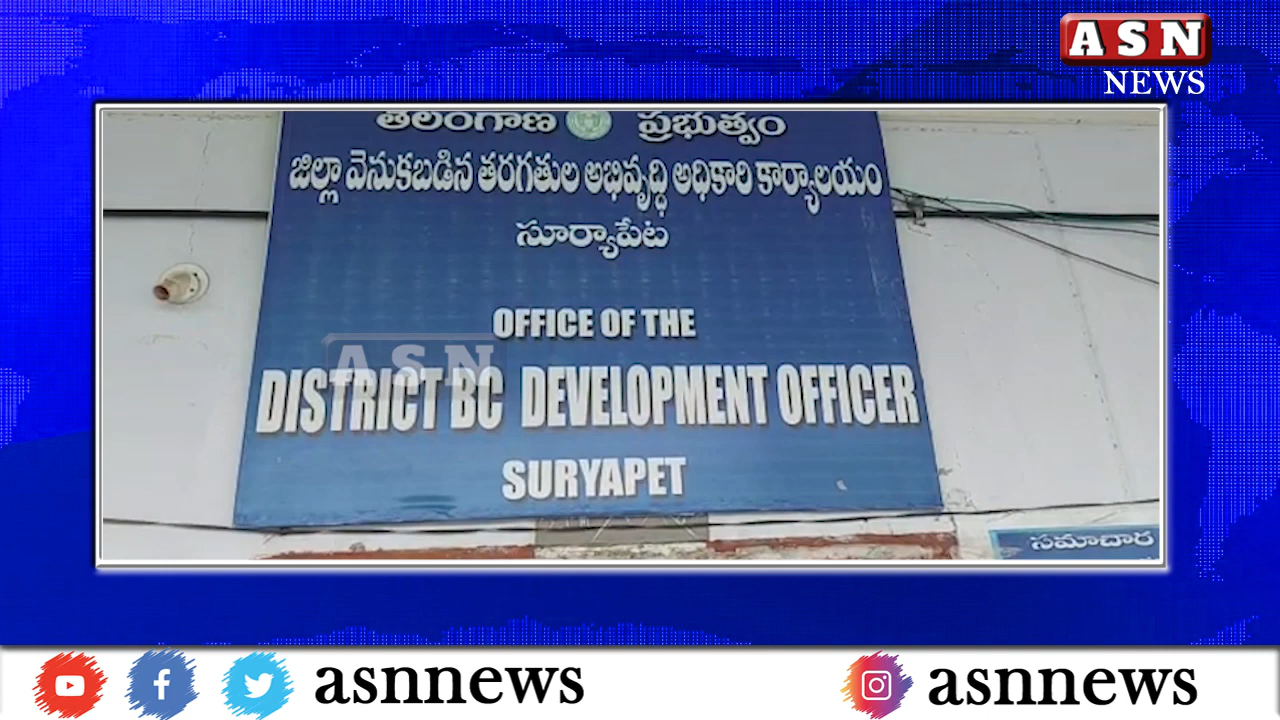 ASN
NEWS
తెలంగాణ ప్రభుత్వం
జిల్లా వెనుకబడిన తరగతుల అభివృద్ధి అధికారి కార్యాలయం
సూర్యాపేట
OFFICE OF THE
ASN
DISTRICT BC DEVELOPMENT OFFICER
SURYAPET
సమాచార
asnnews
asnnews